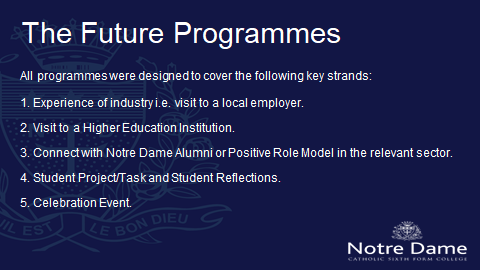 The Future Programmes
All programmes were designed to cover the following key strands:
1. Experience of industry i.e. visit to a local employer.
2. Visit to a Higher Education Institution.
3. Connect with Notre Dame Alumni or Positive Role Model in the relevant sector.
4. Student Project/Task and Student Reflections.
5. Celebration Event.
IL EST LE BON DIEU
Notre Dame
CATHOLIC SIXTH FORM COLLEGE